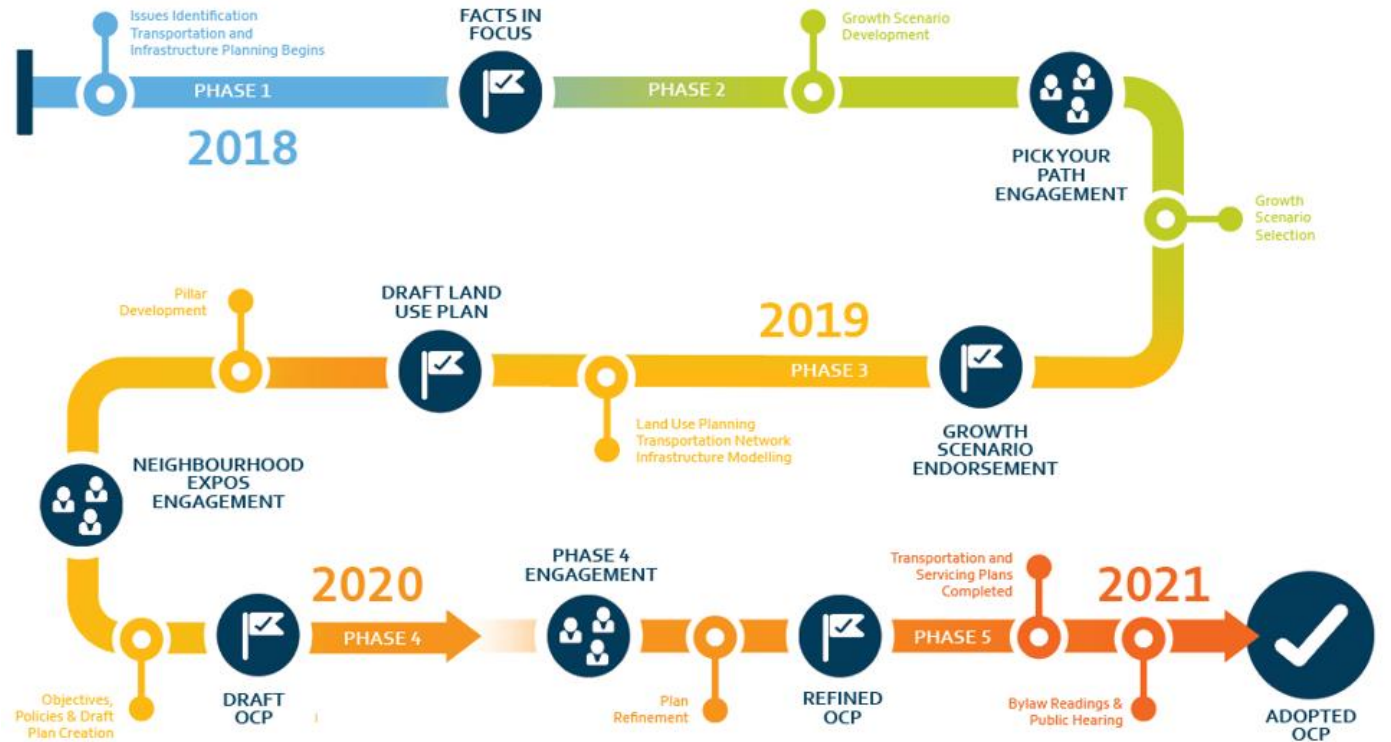 Issues Identification
Transportation and
Infrastructure Planning Begins
FACTS IN
FOCUS
Growth Scenario
Development
PHASE 1
PHASE 2
2018
PICK YOUR
PATH
ENGAGEMENT
Growth
Scenario
Selection
Pillar
Development
DRAFT LAND
USE PLAN
2019
PHASE 3
Land Use Planning
Transportation Network
Infrastructure Modelling
GROWTH
SCENARIO
ENDORSEMENT
NEIGHBOURHOOD
EXPOS
ENGAGEMENT
2020
PHASE 4
ENGAGEMENT
Transportation and
Servicing Plans
Completed
2021
PHASE 4
PHASE 5
Objectives,
Policies & Draft
Plan Creation
DRAFT
OCP
Plan
Refinement
REFINED
OCP
Bylaw Readings &
Public Hearing
ADOPTED
OCP